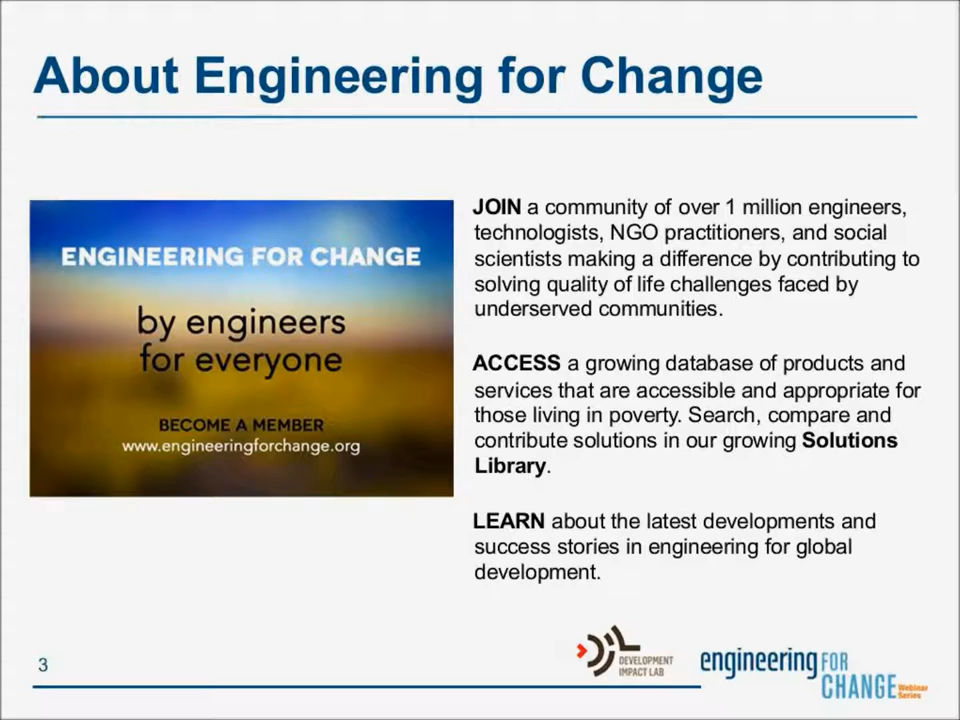 About Engineering for Change
ENGINEERING FOR CHANGE
by engineers
for everyone
BECOME A MEMBER
www.engineeringforchange.org
JOIN a community of over 1 million engineers,
technologists, NGO practitioners, and social
scientists making a difference by contributing to
solving quality of life challenges faced by
underserved communities.
ACCESS a growing database of products and
services that are accessible and appropriate for
those living in poverty. Search, compare and
contribute solutions in our growing Solutions
Library.
LEARN about the latest developments and
success stories in engineering for global
development.
3
DEVELOPMENT
IMPACT LAB
engineering FOR
CHANGE Webinar
Series